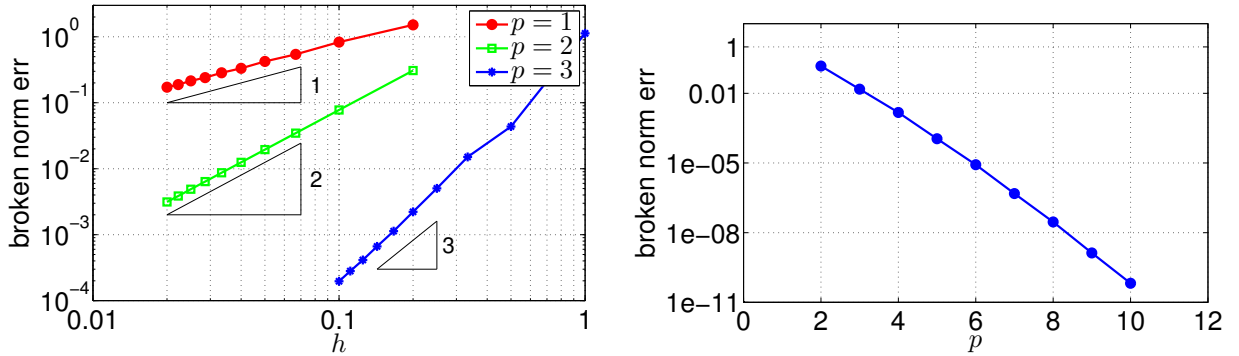 broken norm err
10^0
10^-1
10^-2
10^-3
10^-4
0.01
0.1
1
h
p = 1
p = 2
p = 3
1
2
3
broken norm err
1
0.01
1e-05
1e-08
1e-11
0
2
4
6
8
10
12
p